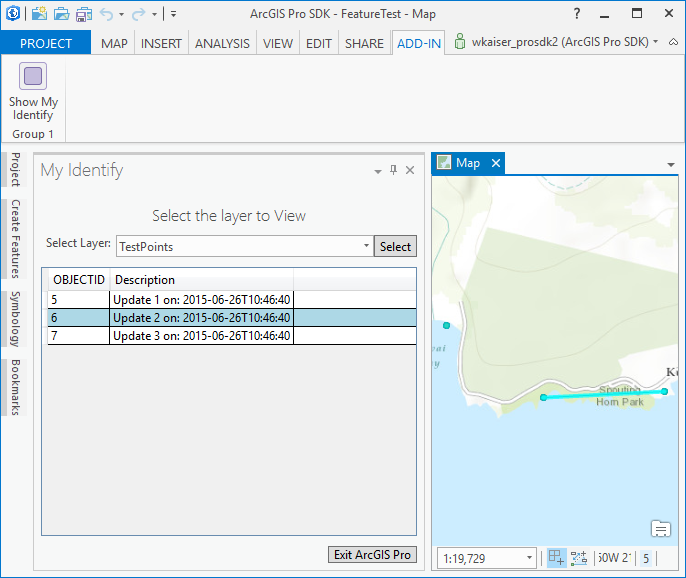 ArcGIS Pro SDK - FeatureTest - Map
PROJECT MAP INSERT ANALYSIS VIEW EDIT SHARE ADD-IN wkaiser_prosdk2 (ArcGIS Pro SDK)
Show My
Identify
Group 1
Project
Create Features
Symbology
Bookmarks
My Identify
Select the layer to View
Select Layer: TestPoints Select
OBJECTID Description
5 Update 1 on: 2015-06-26T10:46:40
6 Update 2 on: 2015-06-26T10:46:40
7 Update 3 on: 2015-06-26T10:46:40
Exit ArcGIS Pro
Map
Spouting
Horn Park
1:19,729 5